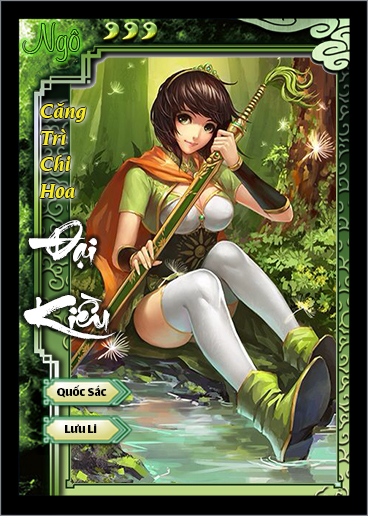 Ngô
Căng
Trì
Chi
Hoa
Đại
Kiều
Quốc Sắc
Lưu Li